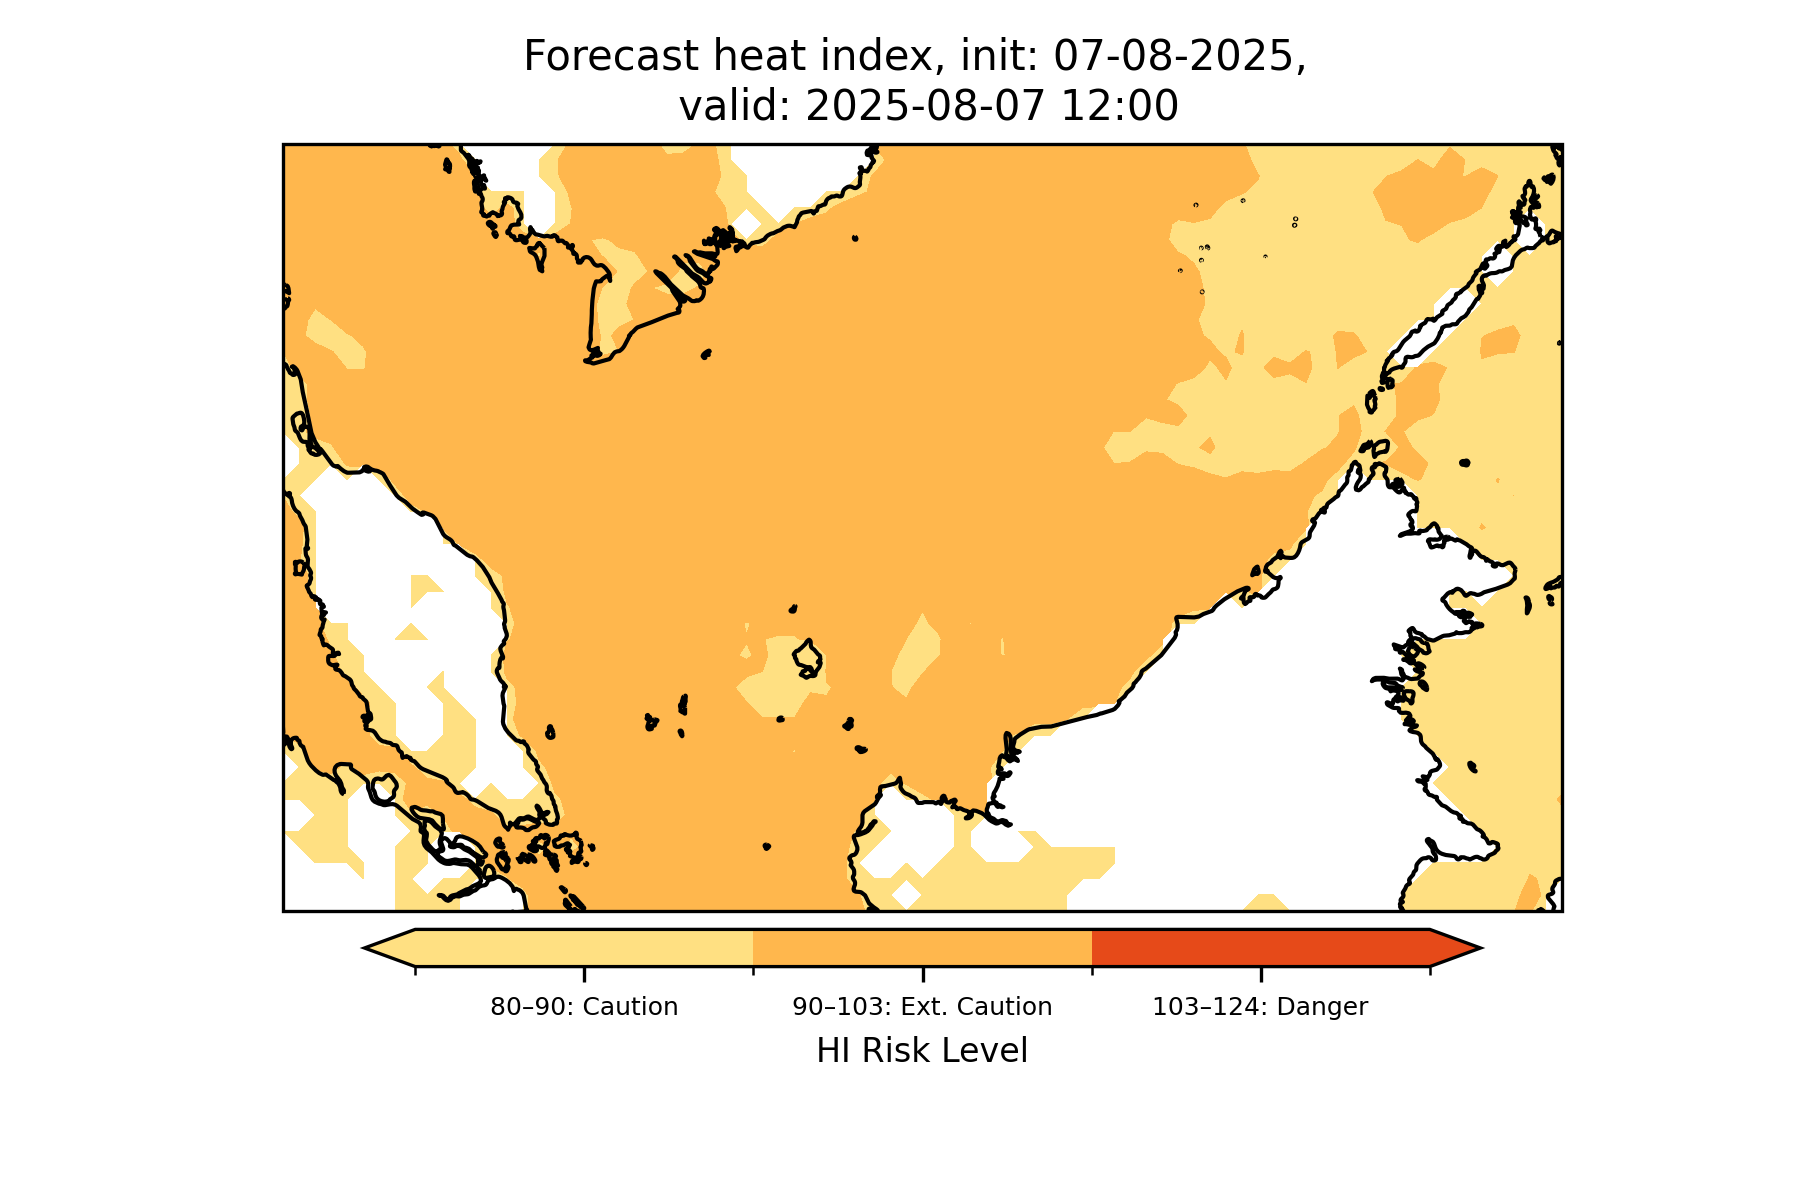 Forecast heat index, init: 07-08-2025,
valid: 2025-08-07 12:00
80–90: Caution
90–103: Ext. Caution
103–124: Danger
HI Risk Level